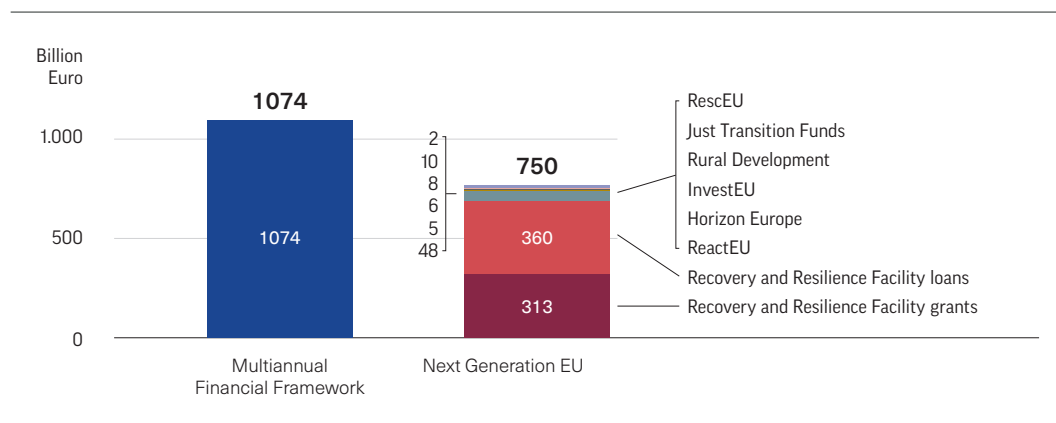 Billion
Euro
1.000
500
0
1074
1074
Multiannual
Financial Framework
2
10
8
6
5
48
750
360
313
Next Generation EU
RescEU
Just Transition Funds
Rural Development
InvestEU
Horizon Europe
ReactEU
Recovery and Resilience Facility loans
Recovery and Resilience Facility grants